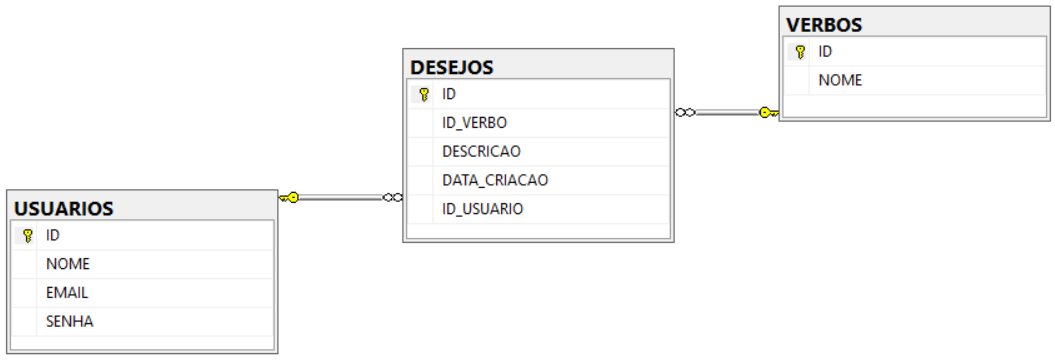 USUARIOS
ID
NOME
EMAIL
SENHA
DESEJOS
ID
ID_VERBO
DESCRICAO
DATA_CRIACAO
ID_USUARIO
VERBOS
ID
NOME